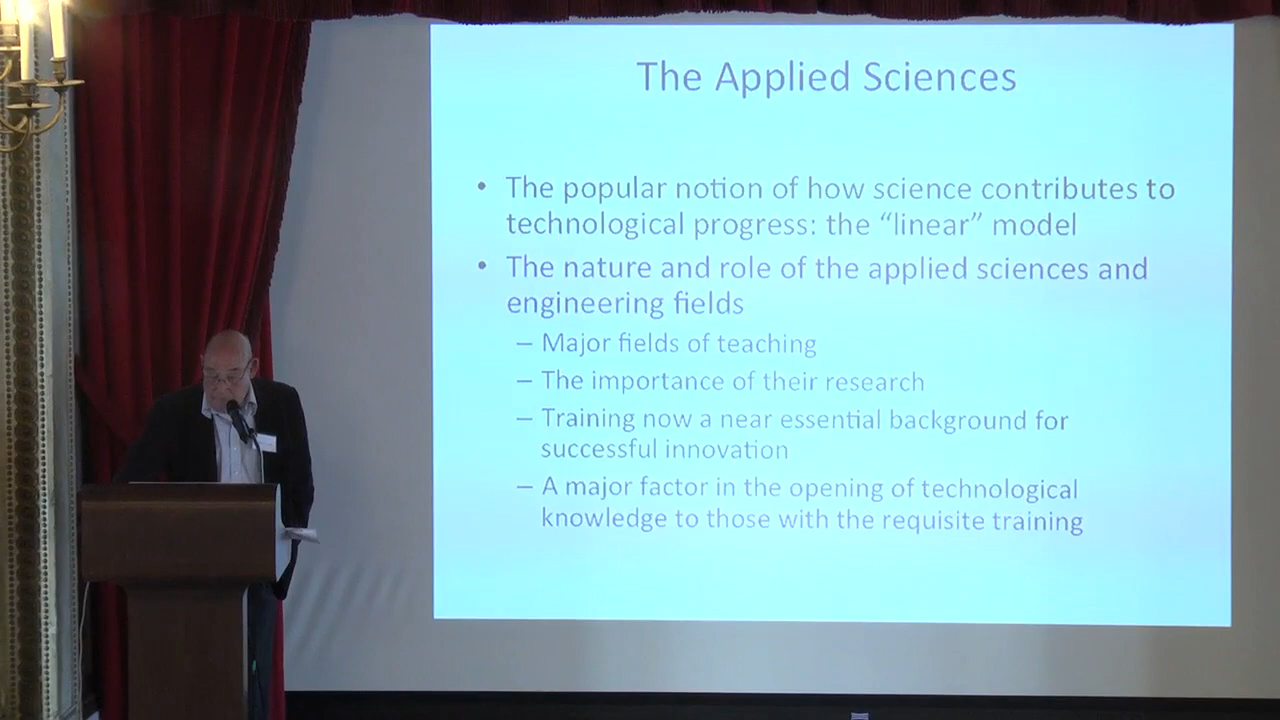 The Applied Sciences
• The popular notion of how science contributes to
technological progress: the “linear” model
• The nature and role of the applied sciences and
engineering fields
– Major fields of teaching
– The importance of their research
– Training now a near essential background for
successful innovation
– A major factor in the opening of technological
knowledge to those with the requisite training